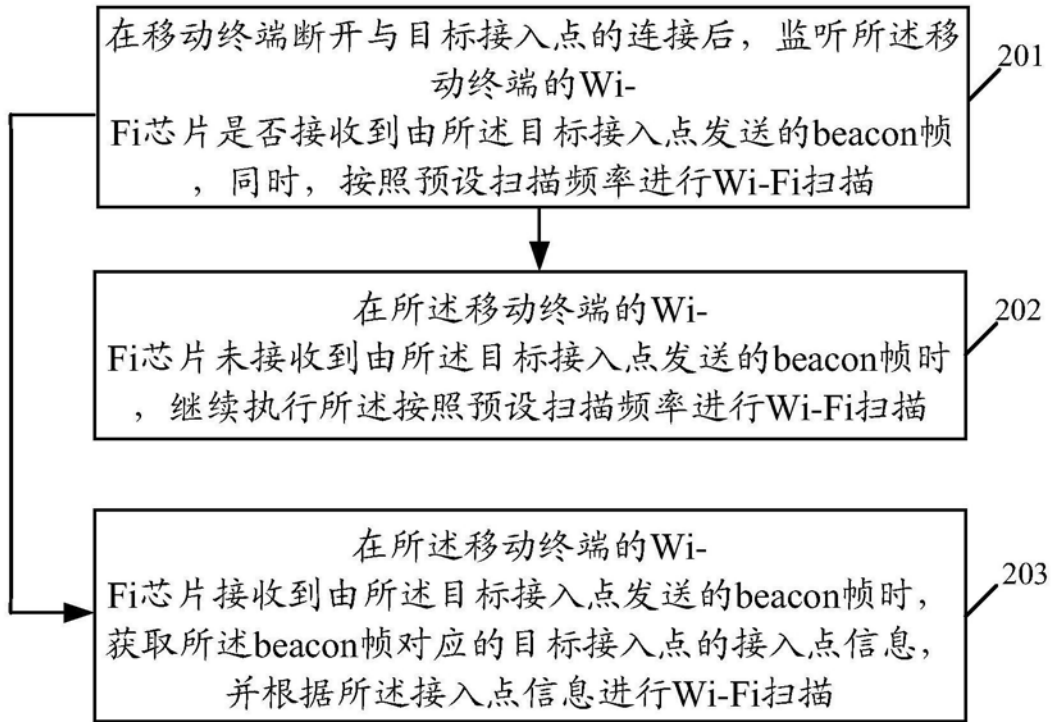 在移动终端断开与目标接入点的连接后，监听所述移
动终端的Wi-
Fi芯片是否接收到由所述目标接入点发送的beacon帧
，同时，按照预设扫描频率进行Wi-Fi扫描
201
在所述移动终端的Wi-
Fi芯片未接收到由所述目标接入点发送的beacon帧时
，继续执行所述按照预设扫描频率进行Wi-Fi扫描
202
在所述移动终端的Wi-
Fi芯片接收到由所述目标接入点发送的beacon帧时，
获取所述beacon帧对应的目标接入点的接入点信息，
并根据所述接入点信息进行Wi-Fi扫描
203